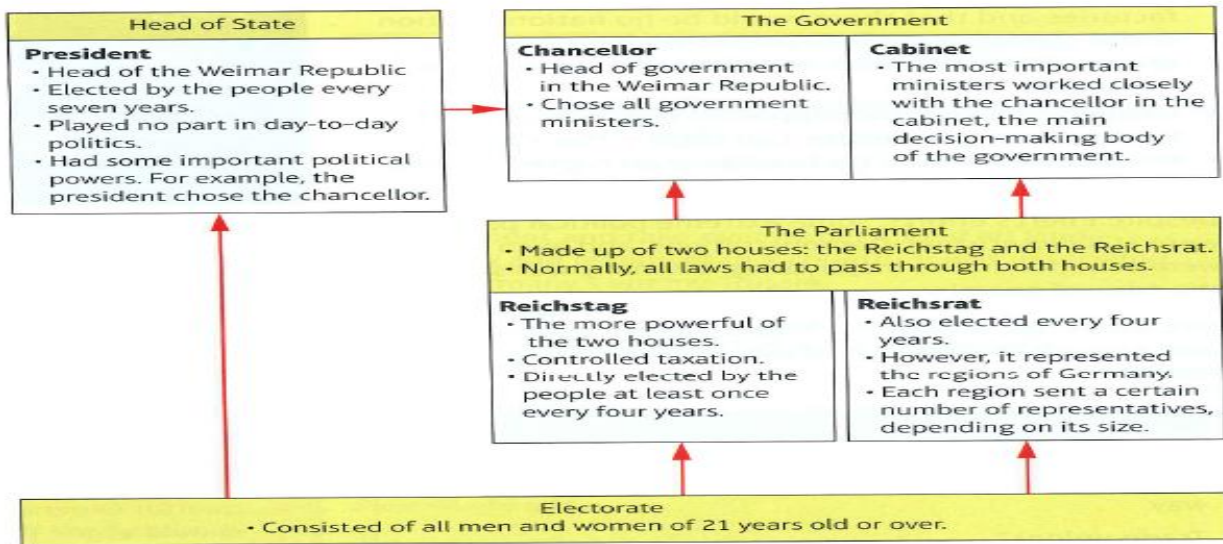 Head of State
President
• Head of the Weimar Republic
• Elected by the people every
seven years.
• Played no part in day-to-day
politics.
• Had some important political
powers. For example, the
president chose the chancellor.
The Government
Chancellor
• Head of government
in the Weimar Republic.
• Chose all government
ministers.
Cabinet
• The most important
ministers worked closely
with the chancellor in the
cabinet, the main
decision-making body
of the government.
The Parliament
• Made up of two houses: the Reichstag and the Reichsrat.
• Normally, all laws had to pass through both houses.
Reichstag
• The more powerful of
the two houses.
• Controlled taxation.
• Directly elected by the
people at least once
every four years.
Reichsrat
• Also elected every four
years.
• However, it represented
the regions of Germany.
• Each region sent a certain
number of representatives,
depending on its size.
Electorate
• Consisted of all men and women of 21 years old or over.